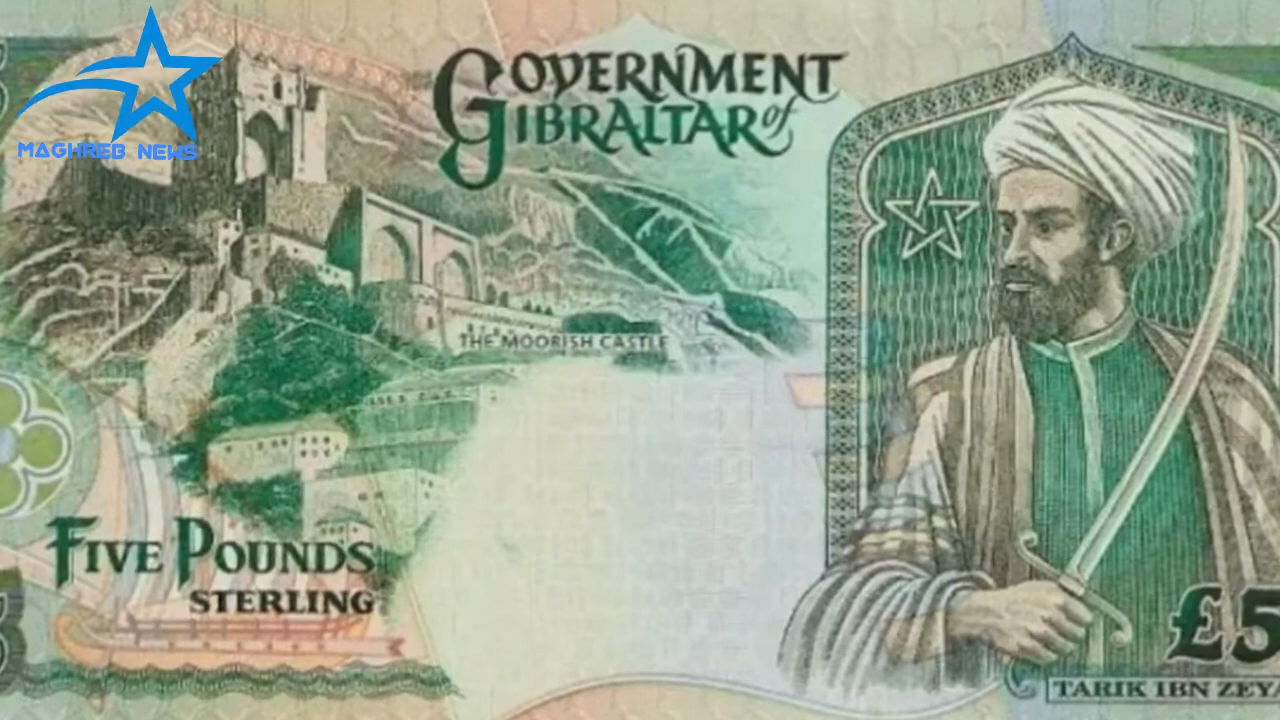 MAGHREB NEWS
GOVERNMENT
of
GIBRALTAR
THE MOORISH CASTLE
FIVE POUNDS
STERLING
£5
TARIK IBN ZEYA